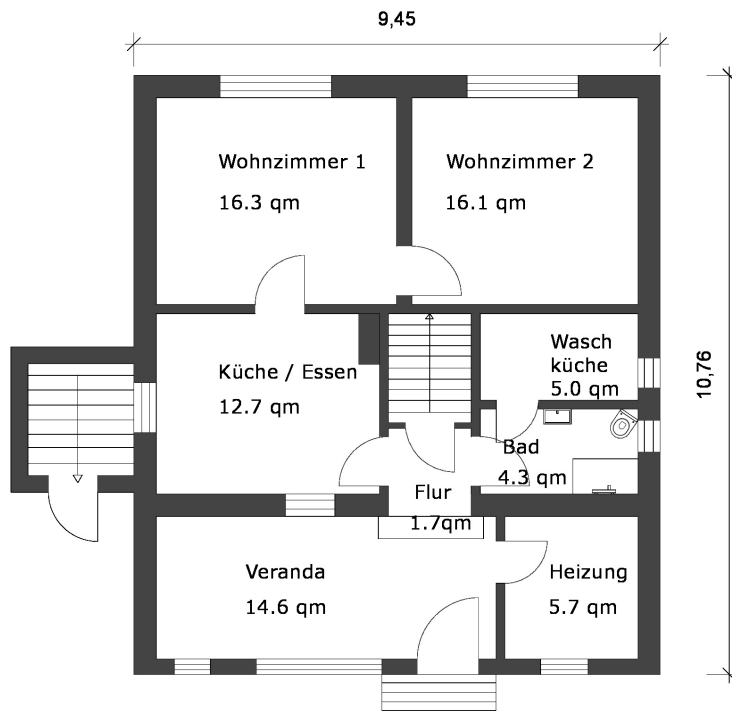 9,45
Wohnzimmer 1
16.3 qm
Wohnzimmer 2
16.1 qm
Küche / Essen
12.7 qm
Wasch
küche
5.0 qm
10,76
Bad
4.3 qm
Flur
1.7qm
Veranda
14.6 qm
Heizung
5.7 qm